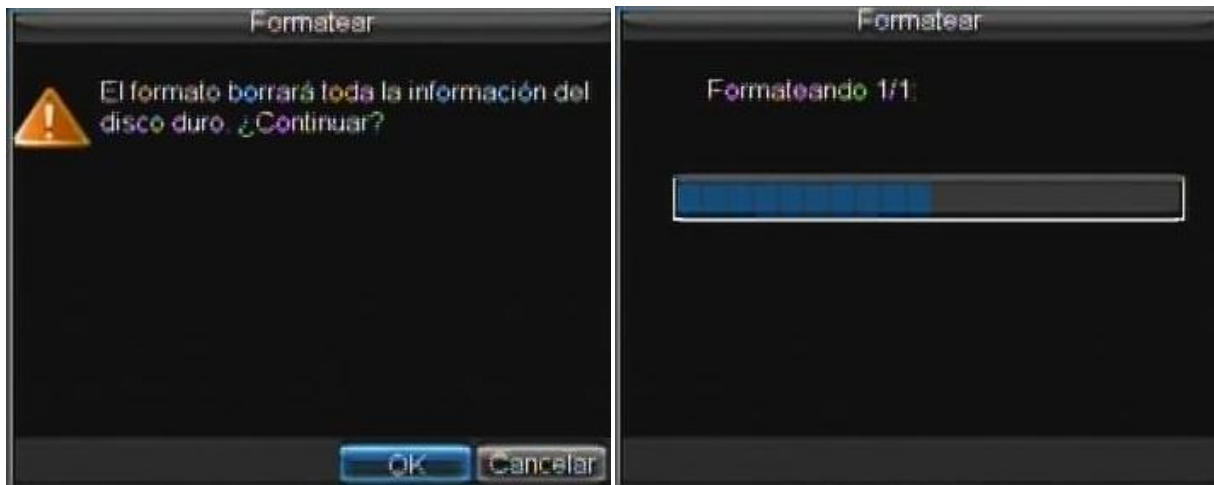 Formatear
El formato borrará toda la información del
disco duro. ¿Continuar?
OK
Cancelar
Formatear
Formateando 1/1: